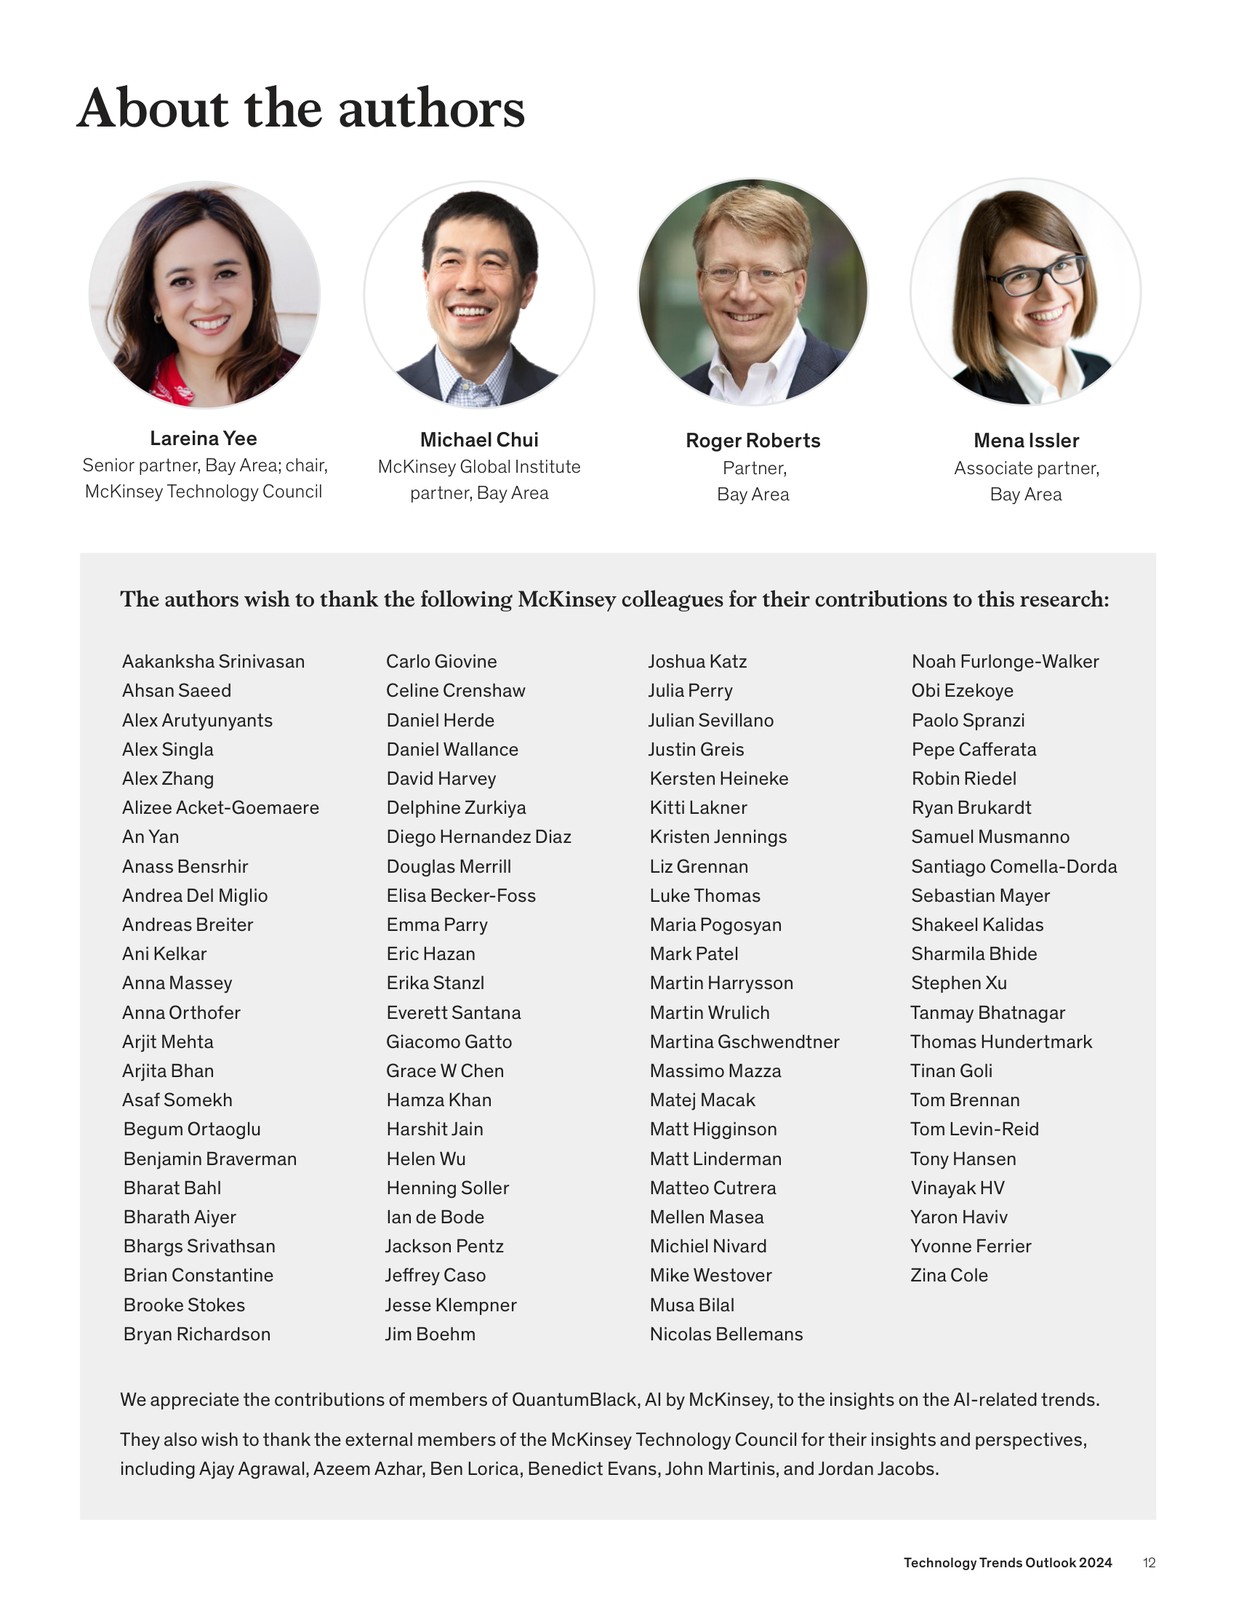 About the authors
Lareina Yee
Senior partner, Bay Area; chair,
McKinsey Technology Council
Michael Chui
McKinsey Global Institute
partner, Bay Area
Roger Roberts
Partner,
Bay Area
Mena Issler
Associate partner,
Bay Area
The authors wish to thank the following McKinsey colleagues for their contributions to this research:
Aakanksha Srinivasan
Ahsan Saeed
Alex Arutyunyants
Alex Singla
Alex Zhang
Alizee Acket-Goemaere
An Yan
Anass Bensrhir
Andrea Del Miglio
Andreas Breiter
Ani Kelkar
Anna Massey
Anna Orthofer
Arjit Mehta
Arjita Bhan
Asaf Somekh
Begum Ortaoglu
Benjamin Braverman
Bharat Bahl
Bharath Aiyer
Bhargs Srivathsan
Brian Constantine
Brooke Stokes
Bryan Richardson
Carlo Giovine
Celine Crenshaw
Daniel Herde
Daniel Wallance
David Harvey
Delphine Zurkiya
Diego Hernandez Diaz
Douglas Merrill
Elisa Becker-Foss
Emma Parry
Eric Hazan
Erika Stanzl
Everett Santana
Giacomo Gatto
Grace W Chen
Hamza Khan
Harshit Jain
Helen Wu
Henning Soller
Ian de Bode
Jackson Pentz
Jeffrey Caso
Jesse Klempner
Jim Boehm
Joshua Katz
Julia Perry
Julian Sevillano
Justin Greis
Kersten Heineke
Kitti Lakner
Kristen Jennings
Liz Grennan
Luke Thomas
Maria Pogosyan
Mark Patel
Martin Harrysson
Martin Wrulich
Martina Gschwendtner
Massimo Mazza
Matej Macak
Matt Higginson
Matt Linderman
Matteo Cutrera
Mellen Masea
Michiel Nivard
Mike Westover
Musa Bilal
Nicolas Bellemans
Noah Furlonge-Walker
Obi Ezekoye
Paolo Spranzi
Pepe Cafferata
Robin Riedel
Ryan Brukardt
Samuel Musmanno
Santiago Comella-Dorda
Sebastian Mayer
Shakeel Kalidas
Sharmila Bhide
Stephen Xu
Tanmay Bhatnagar
Thomas Hundertmark
Tinan Goli
Tom Brennan
Tom Levin-Reid
Tony Hansen
Vinayak HV
Yaron Haviv
Yvonne Ferrier
Zina Cole
We appreciate the contributions of members of QuantumBlack, AI by McKinsey, to the insights on the AI-related trends.
They also wish to thank the external members of the McKinsey Technology Council for their insights and perspectives,
including Ajay Agrawal, Azeem Azhar, Ben Lorica, Benedict Evans, John Martinis, and Jordan Jacobs.
Technology Trends Outlook 2024 12